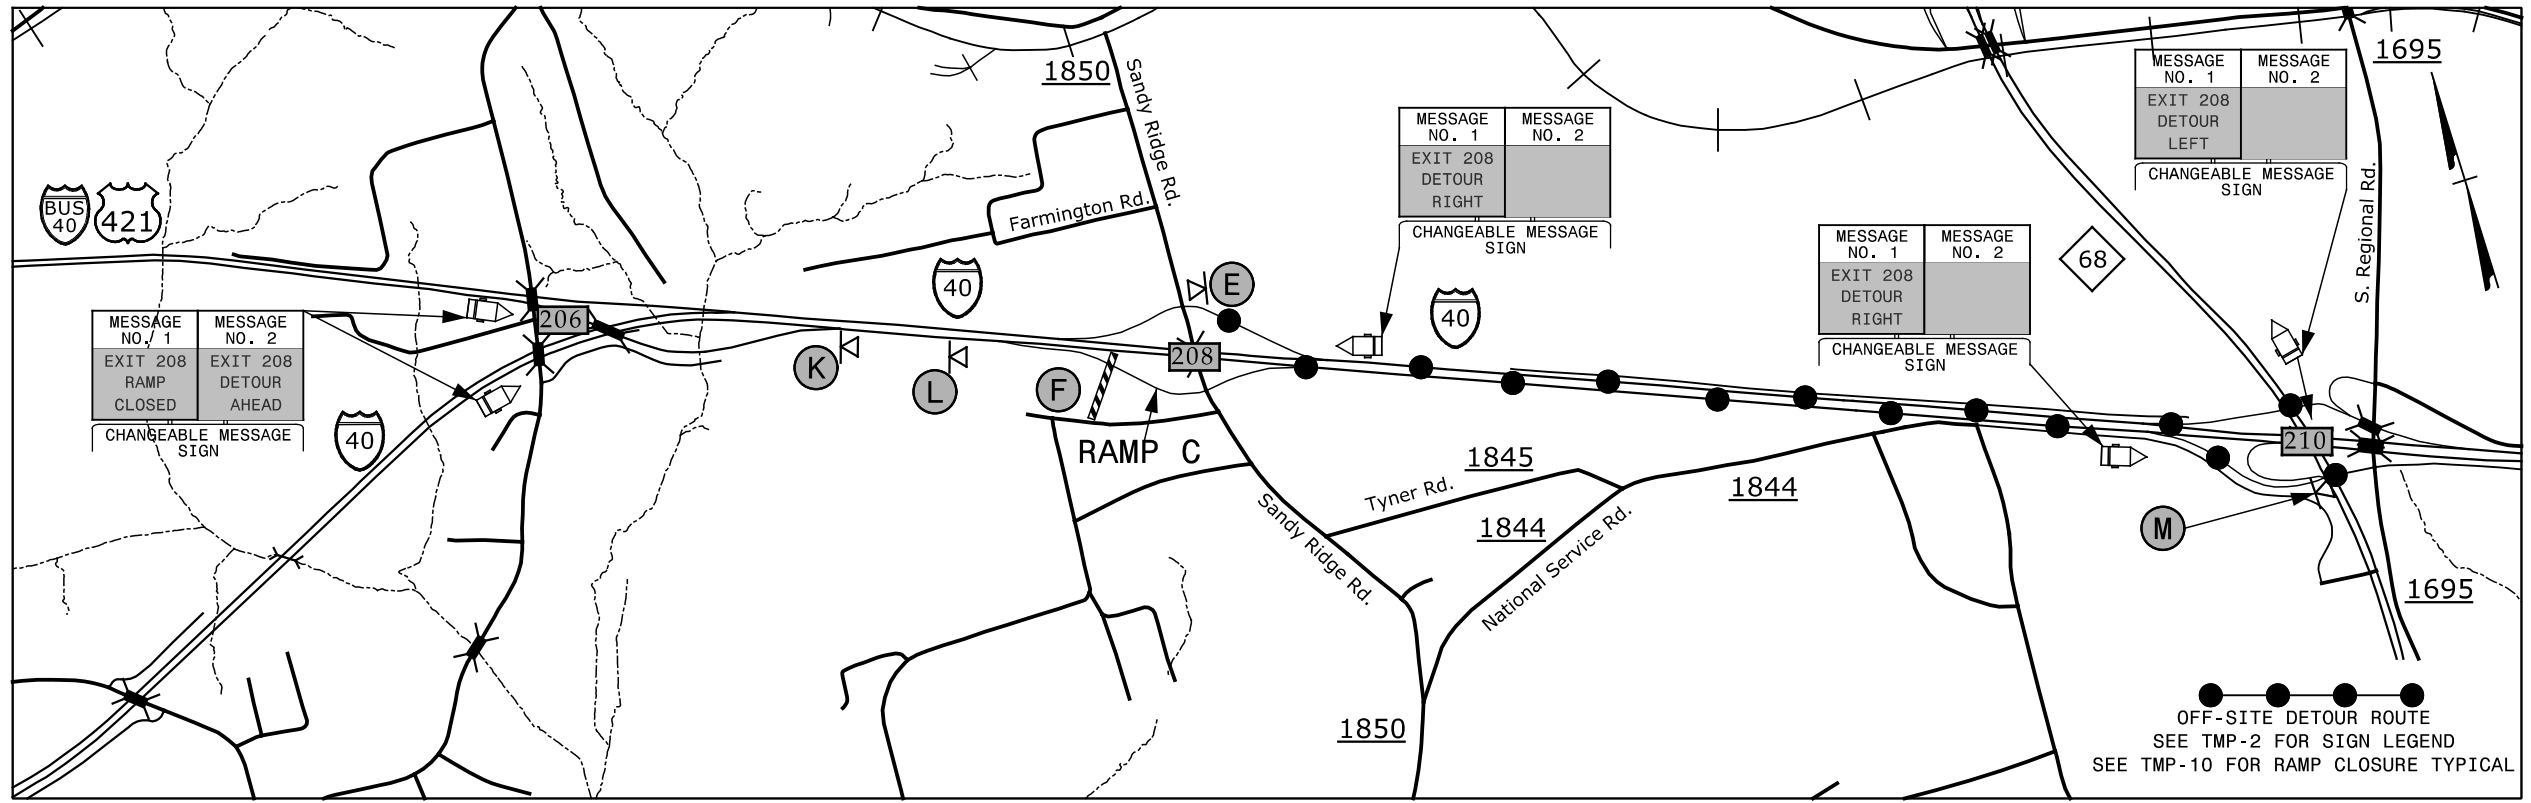 1850
Sandy Ridge Rd.
1695
MESSAGE NO. 1
MESSAGE NO. 2
EXIT 208
DETOUR
LEFT
CHANGEABLE MESSAGE
SIGN
MESSAGE NO. 1
MESSAGE NO. 2
EXIT 208
DETOUR
RIGHT
CHANGEABLE MESSAGE
SIGN
S. Regional Rd.
BUS
40
421
Farmington Rd.
MESSAGE NO. 1
MESSAGE NO. 2
EXIT 208
DETOUR
RIGHT
CHANGEABLE MESSAGE
SIGN
68
40
E
40
206
MESSAGE NO. 1
MESSAGE NO. 2
EXIT 208
RAMP
CLOSED
EXIT 208
DETOUR
AHEAD
CHANGEABLE MESSAGE
SIGN
40
208
K
L
F
RAMP C
210
1845
Tyner Rd.
1844
1844
Sandy Ridge Rd.
National Service Rd.
M
1695
1850
OFF-SITE DETOUR ROUTE
SEE TMP-2 FOR SIGN LEGEND
SEE TMP-10 FOR RAMP CLOSURE TYPICAL